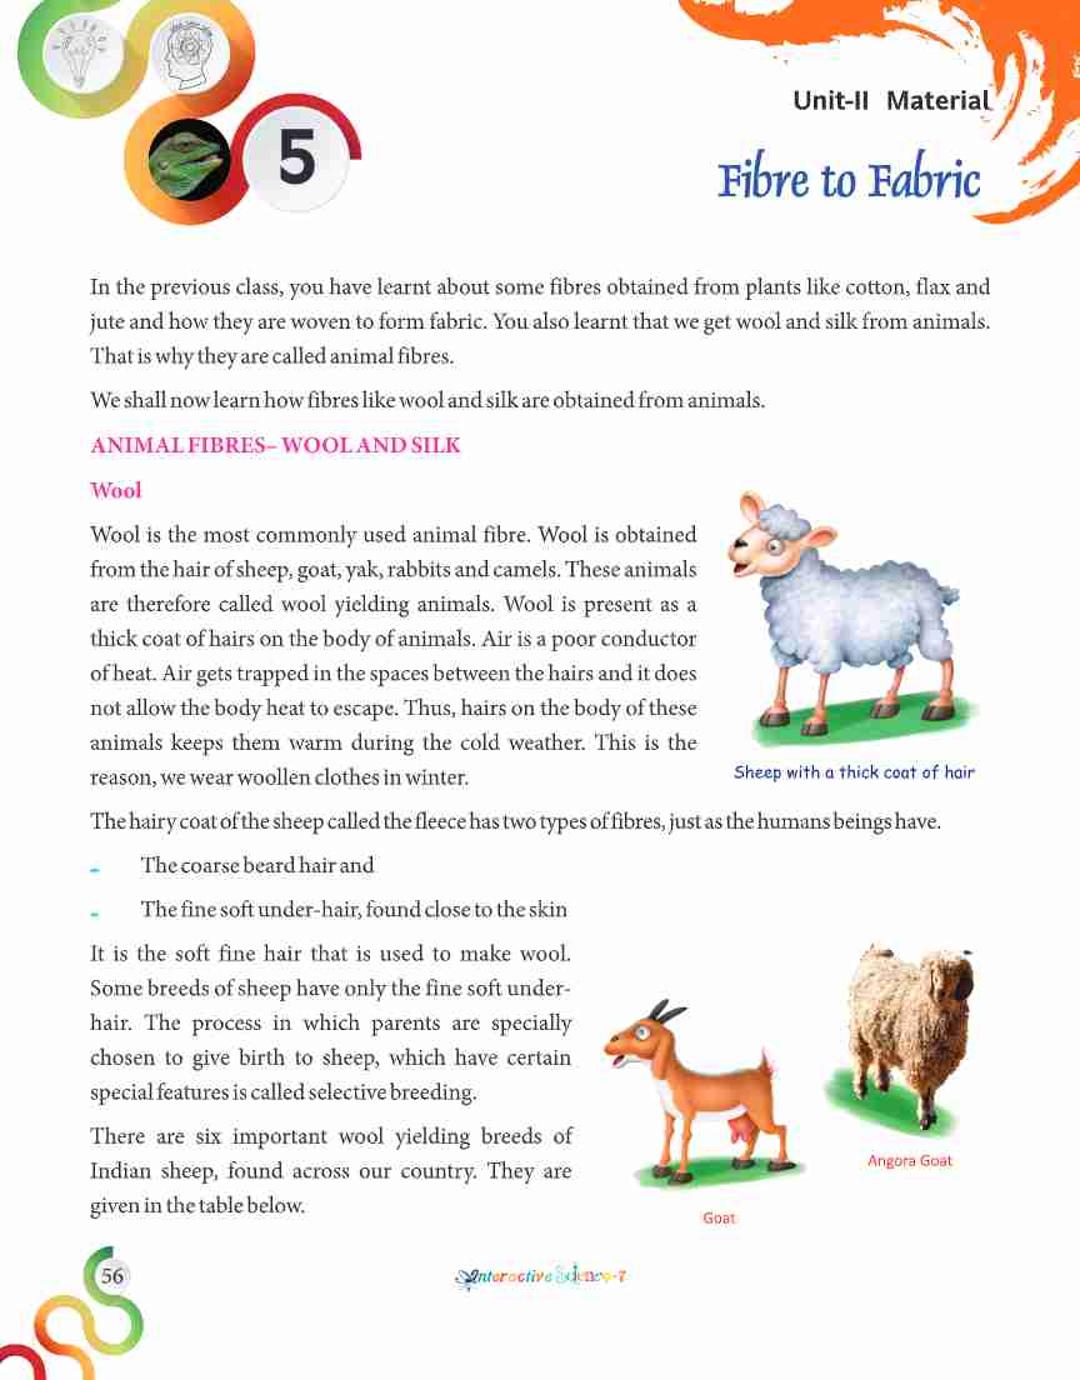 5
Unit-II Material
Fibre to Fabric
In the previous class, you have learnt about some fibres obtained from plants like cotton, flax and
jute and how they are woven to form fabric. You also learnt that we get wool and silk from animals.
That is why they are called animal fibres.
We shall now learn how fibres like wool and silk are obtained from animals.
ANIMAL FIBRES– WOOL AND SILK
Wool
Wool is the most commonly used animal fibre. Wool is obtained
from the hair of sheep, goat, yak, rabbits and camels. These animals
are therefore called wool yielding animals. Wool is present as a
thick coat of hairs on the body of animals. Air is a poor conductor
of heat. Air gets trapped in the spaces between the hairs and it does
not allow the body heat to escape. Thus, hairs on the body of these
animals keeps them warm during the cold weather. This is the
reason, we wear woollen clothes in winter.
Sheep with a thick coat of hair
The hairy coat of the sheep called the fleece has two types of fibres, just as the humans beings have.
- The coarse beard hair and
- The fine soft under-hair, found close to the skin
It is the soft fine hair that is used to make wool.
Some breeds of sheep have only the fine soft under-
hair. The process in which parents are specially
chosen to give birth to sheep, which have certain
special features is called selective breeding.
There are six important wool yielding breeds of
Indian sheep, found across our country. They are
given in the table below.
Angora Goat
Goat
56
Interactive Science-7